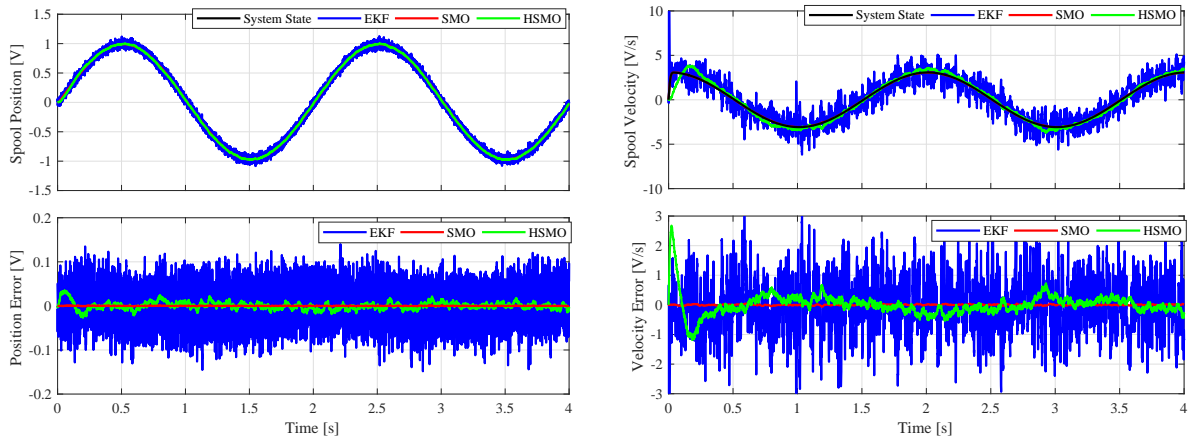 System State EKF SMO HSMO
1.5
1
0.5
0
-0.5
-1
-1.5
Spool Position [V]
EKF SMO HSMO
0.2
0.1
0
-0.1
-0.2
Position Error [V]
0 0.5 1 1.5 2 2.5 3 3.5 4
Time [s]
System State EKF SMO HSMO
10
5
0
-5
-10
Spool Velocity [V/s]
EKF SMO HSMO
3
2
1
0
-1
-2
-3
Velocity Error [V/s]
0 0.5 1 1.5 2 2.5 3 3.5 4
Time [s]